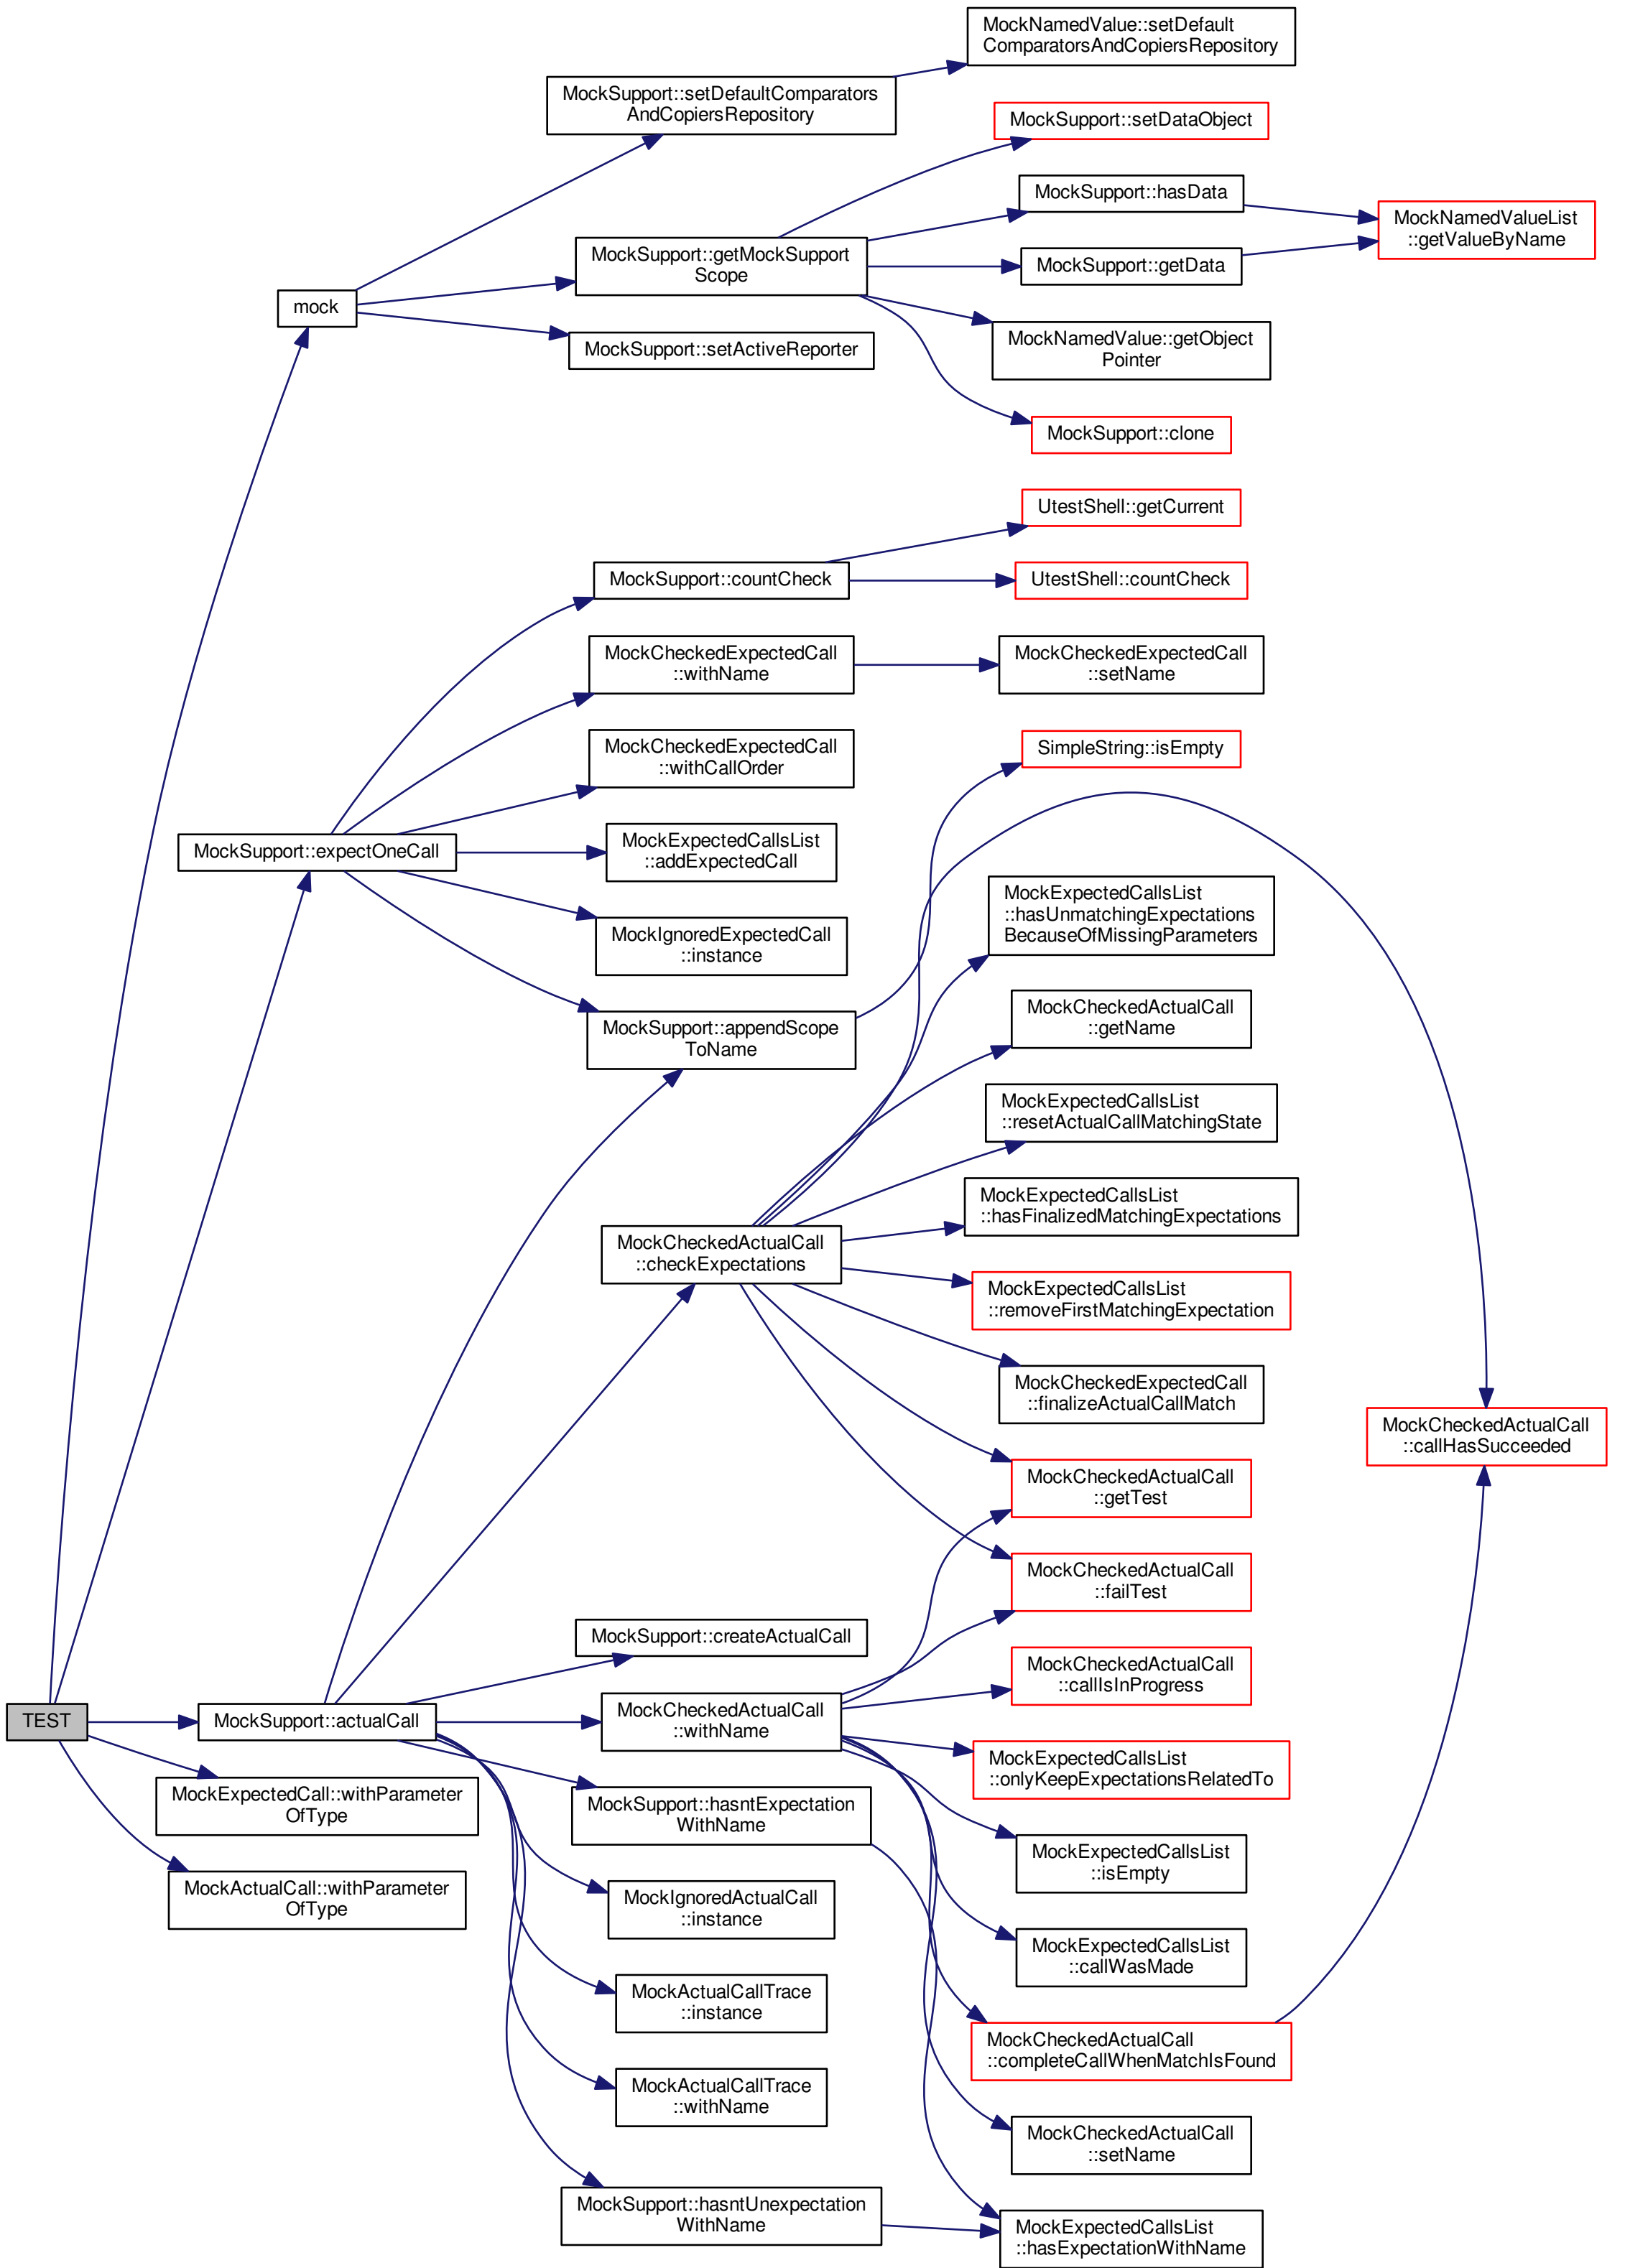 MockNamedValue::setDefault
ComparatorsAndCopiersRepository
MockSupport::setDefaultComparators
AndCopiersRepository
MockSupport::setDataObject
MockSupport::hasData
MockNamedValueList
::getValueByName
MockSupport::getMockSupport
Scope
MockSupport::getData
mock
MockSupport::setActiveReporter
MockNamedValue::getObject
Pointer
MockSupport::clone
UtestShell::getCurrent
MockSupport::countCheck
UtestShell::countCheck
MockCheckedExpectedCall
::withName
MockCheckedExpectedCall
::setName
MockCheckedExpectedCall
::withCallOrder
SimpleString::isEmpty
MockSupport::expectOneCall
MockExpectedCallsList
::addExpectedCall
MockExpectedCallsList
::hasUnmatchingExpectations
BecauseOfMissingParameters
MockIgnoredExpectedCall
::instance
MockSupport::appendScope
ToName
MockCheckedActualCall
::getName
MockExpectedCallsList
::resetActualCallMatchingState
MockExpectedCallsList
::hasFinalizedMatchingExpectations
MockCheckedActualCall
::checkExpectations
MockExpectedCallsList
::removeFirstMatchingExpectation
MockCheckedExpectedCall
::finalizeActualCallMatch
MockCheckedActualCall
::callHasSucceeded
MockCheckedActualCall
::getTest
MockCheckedActualCall
::failTest
MockSupport::createActualCall
MockCheckedActualCall
::callIsInProgress
TEST
MockSupport::actualCall
MockCheckedActualCall
::withName
MockExpectedCallsList
::onlyKeepExpectationsRelatedTo
MockExpectedCall::withParameter
OfType
MockSupport::hasntExpectation
WithName
MockExpectedCallsList
::isEmpty
MockActualCall::withParameter
OfType
MockIgnoredActualCall
::instance
MockExpectedCallsList
::callWasMade
MockActualCallTrace
::instance
MockCheckedActualCall
::completeCallWhenMatchIsFound
MockActualCallTrace
::withName
MockCheckedActualCall
::setName
MockSupport::hasntUnexpectation
WithName
MockExpectedCallsList
::hasExpectationWithName